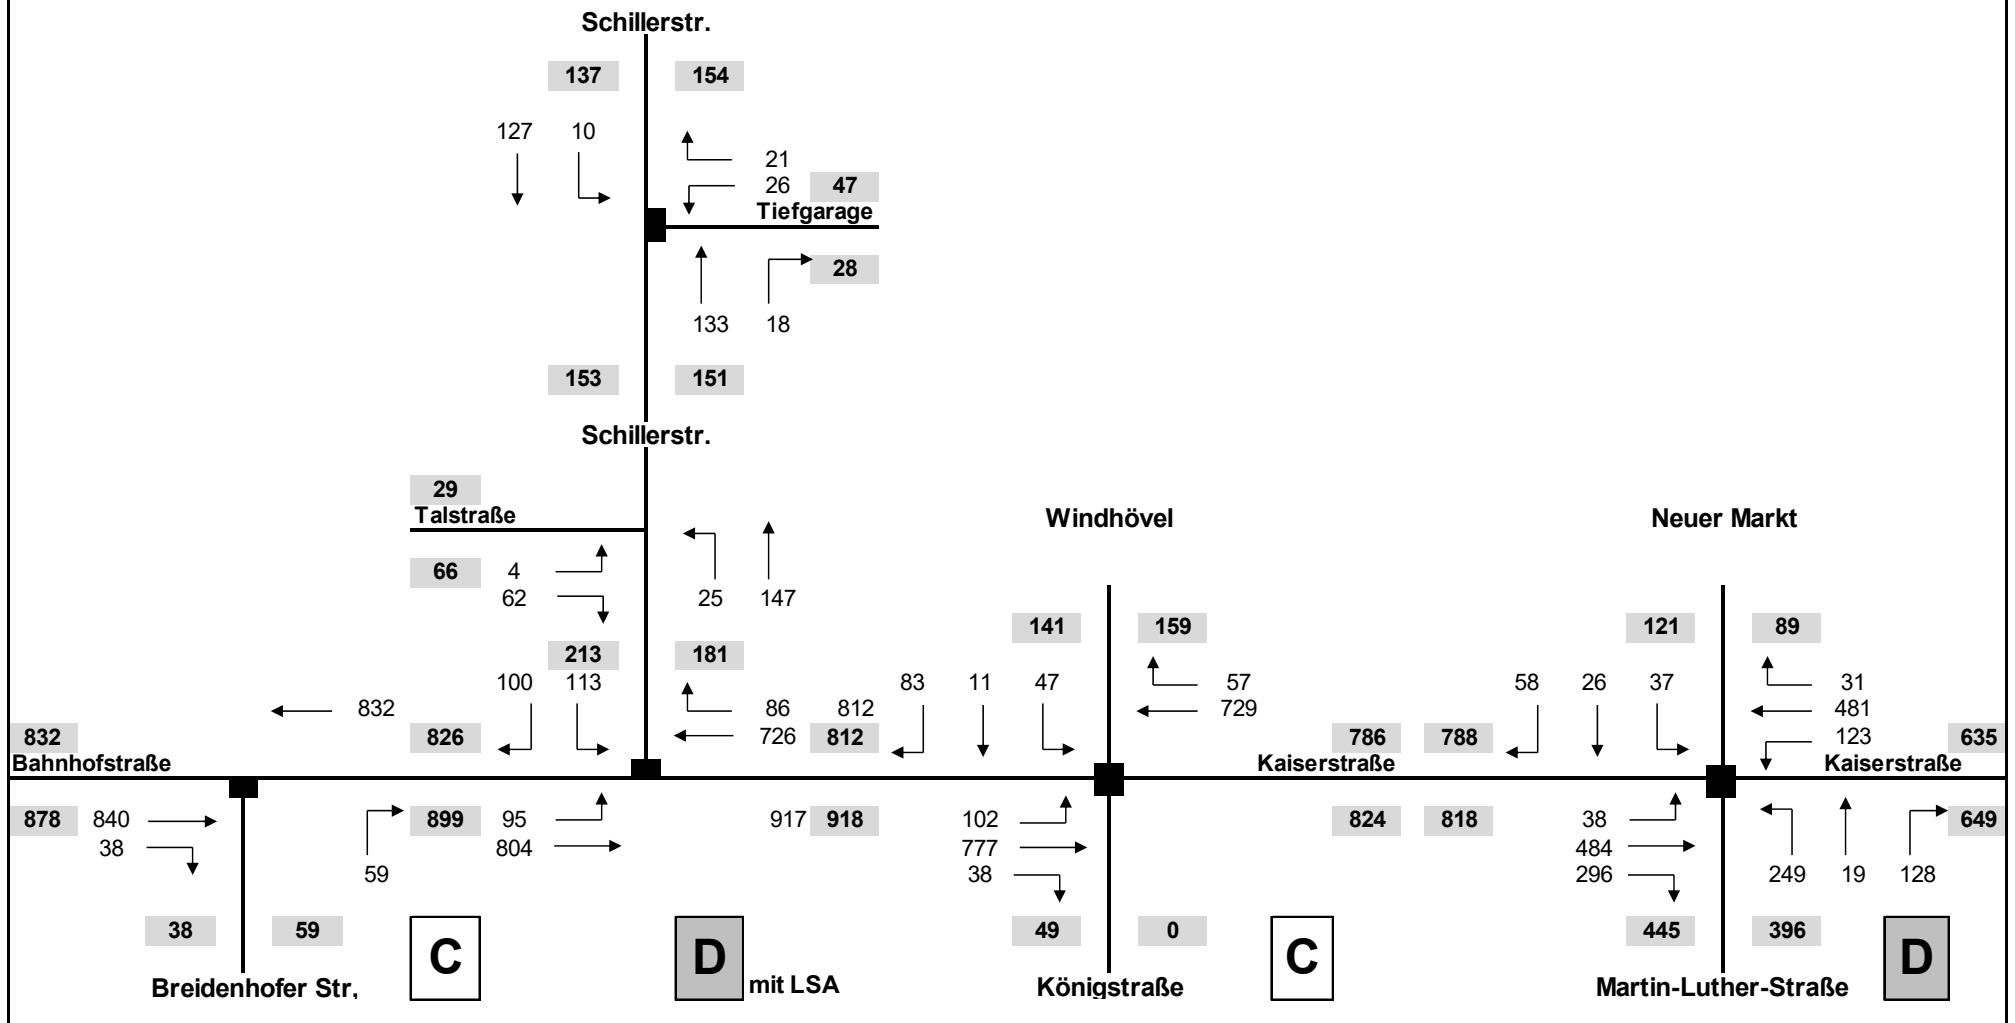 Schillerstr.
137 154
127 10
21
26 47
Tiefgarage
28
133 18
153 151
Schillerstr.
29
Talstraße
Windhövel
Neuer Markt
66 4
62
25 147
141 159
121 89
213 181
100 113
83 11 47
57
58 26 37
31
832
86 812
729
481
832
826
726 812
786 788
123 635
Bahnhofstraße
Kaiserstraße
Kaiserstraße
878 840
899 95
917 918
102
824 818
38
649
38
804
777
484
59
38
296
249 19 128
38 59
49 0
445 396
C
D
C
D
mit LSA
Breidenhofer Str,
Königstraße
Martin-Luther-Straße